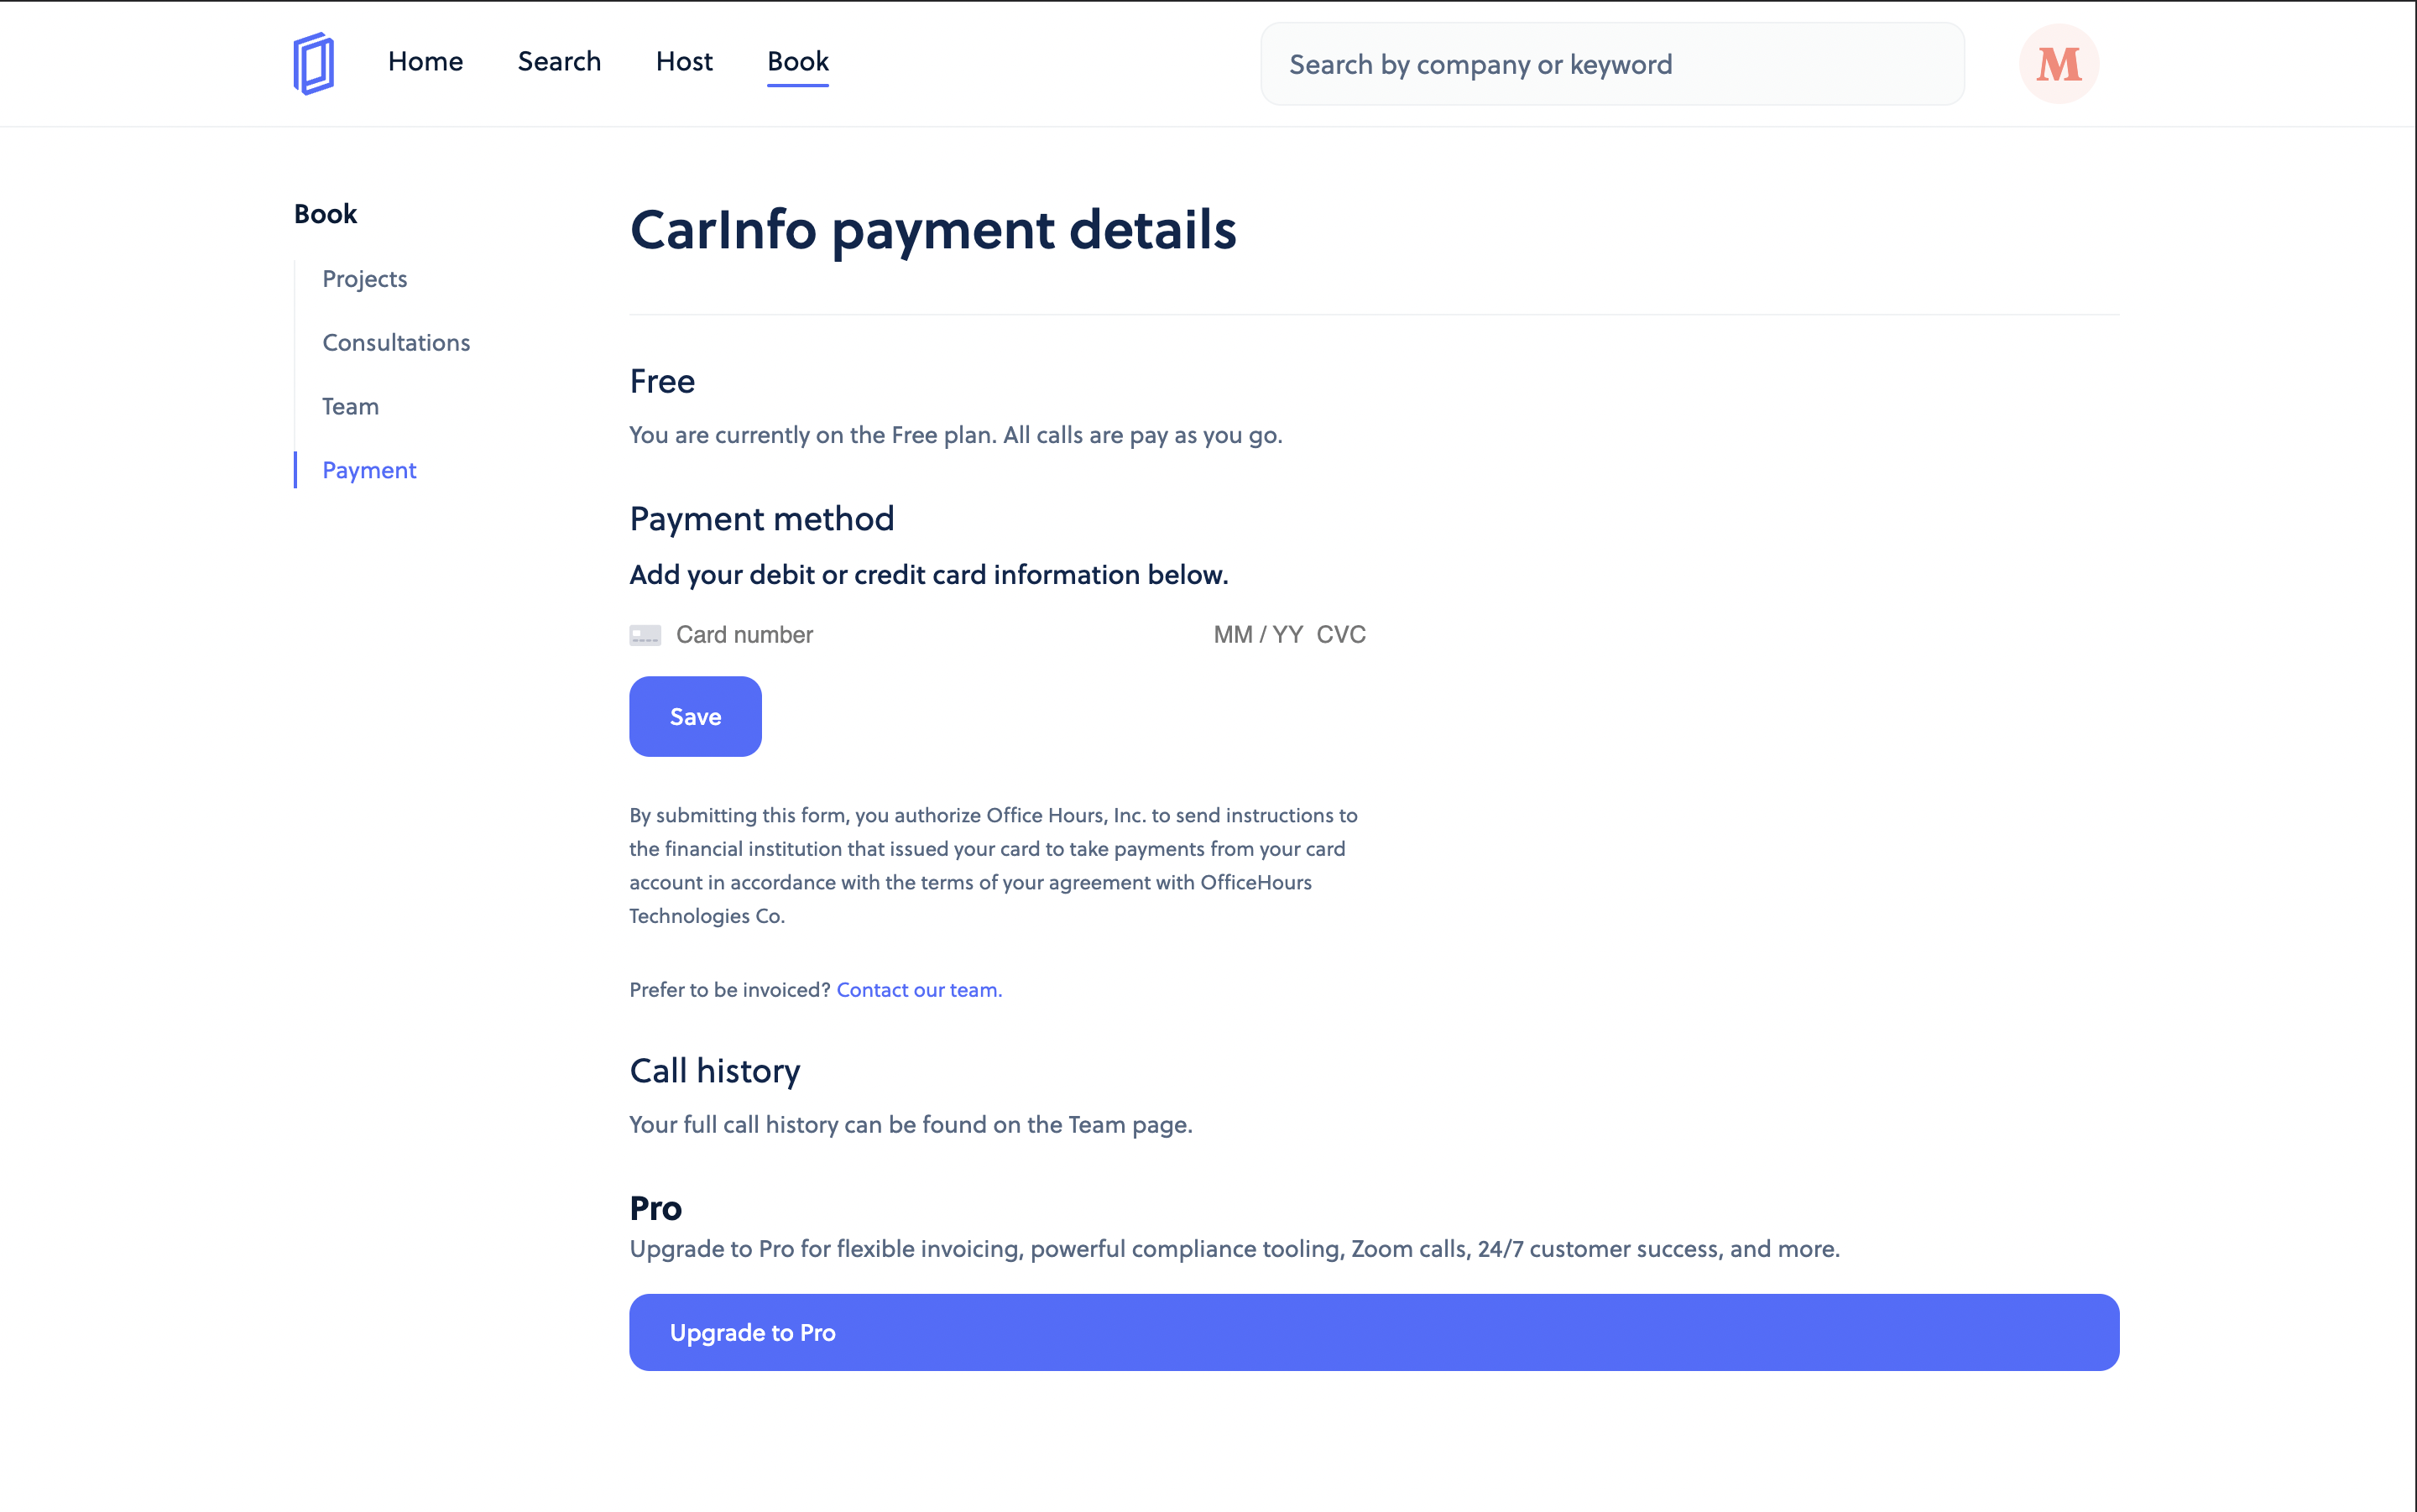 Home Search Host Book
Search by company or keyword
M
Book
Projects
Consultations
Team
Payment
CarInfo payment details
Free
You are currently on the Free plan. All calls are pay as you go.
Payment method
Add your debit or credit card information below.
Card number MM / YY CVC
Save
By submitting this form, you authorize Office Hours, Inc. to send instructions to
the financial institution that issued your card to take payments from your card
account in accordance with the terms of your agreement with OfficeHours
Technologies Co.
Prefer to be invoiced? Contact our team.
Call history
Your full call history can be found on the Team page.
Pro
Upgrade to Pro for flexible invoicing, powerful compliance tooling, Zoom calls, 24/7 customer success, and more.
Upgrade to Pro